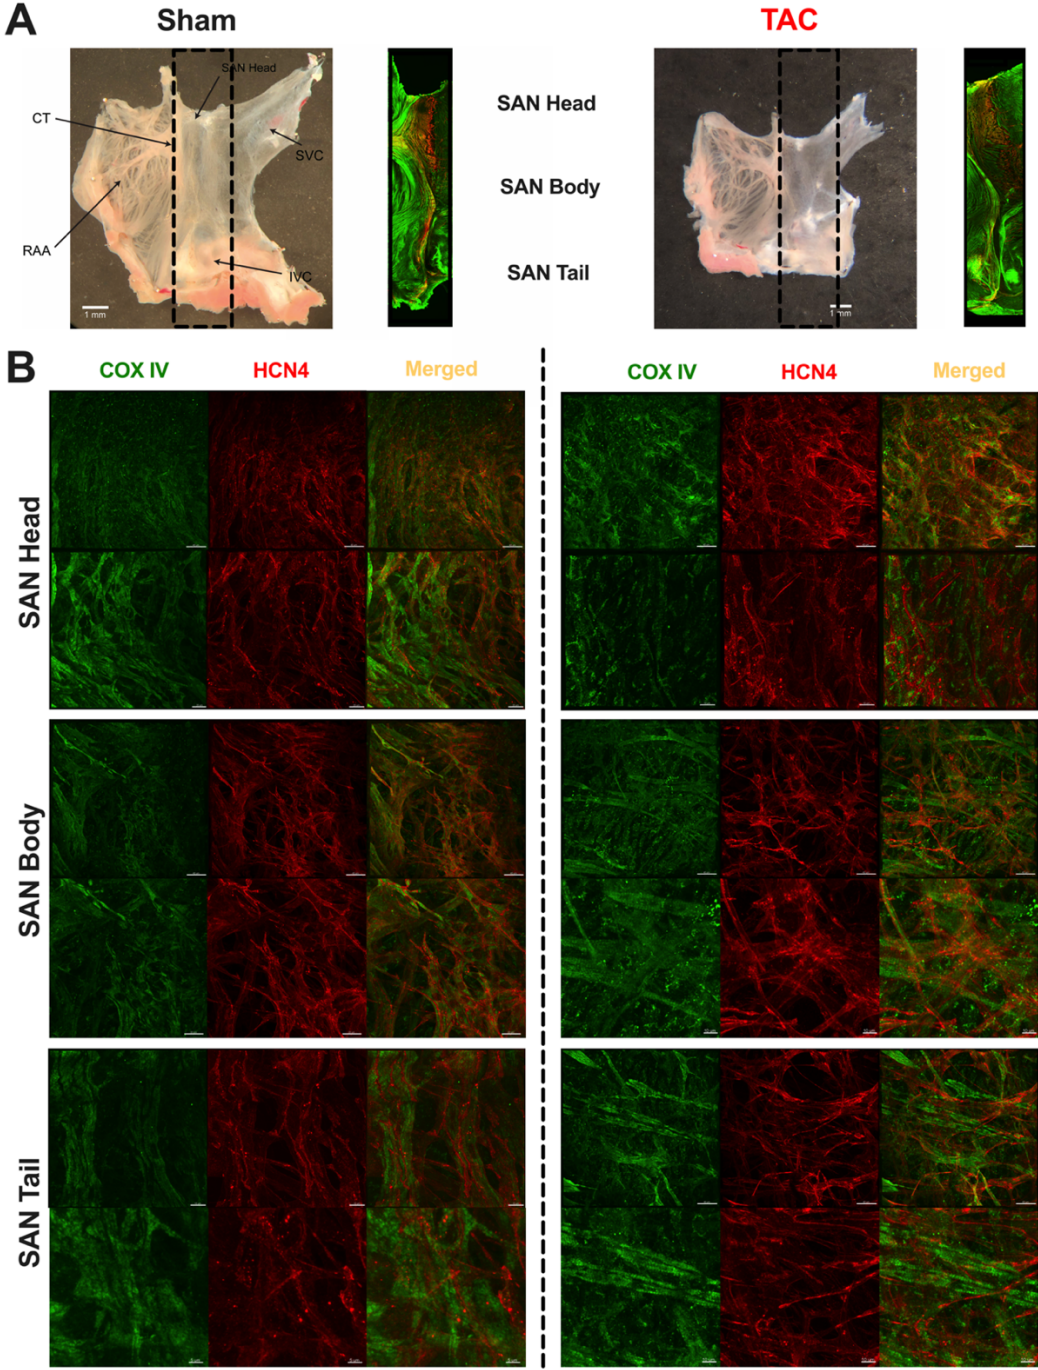 A
Sham
TAC
SAN Head
CT
SVC
RAA
IVC
1 mm
SAN Head
SAN Body
SAN Tail
1 mm
B
COX IV
HCN4
Merged
COX IV
HCN4
Merged
SAN Head
SAN Body
SAN Tail